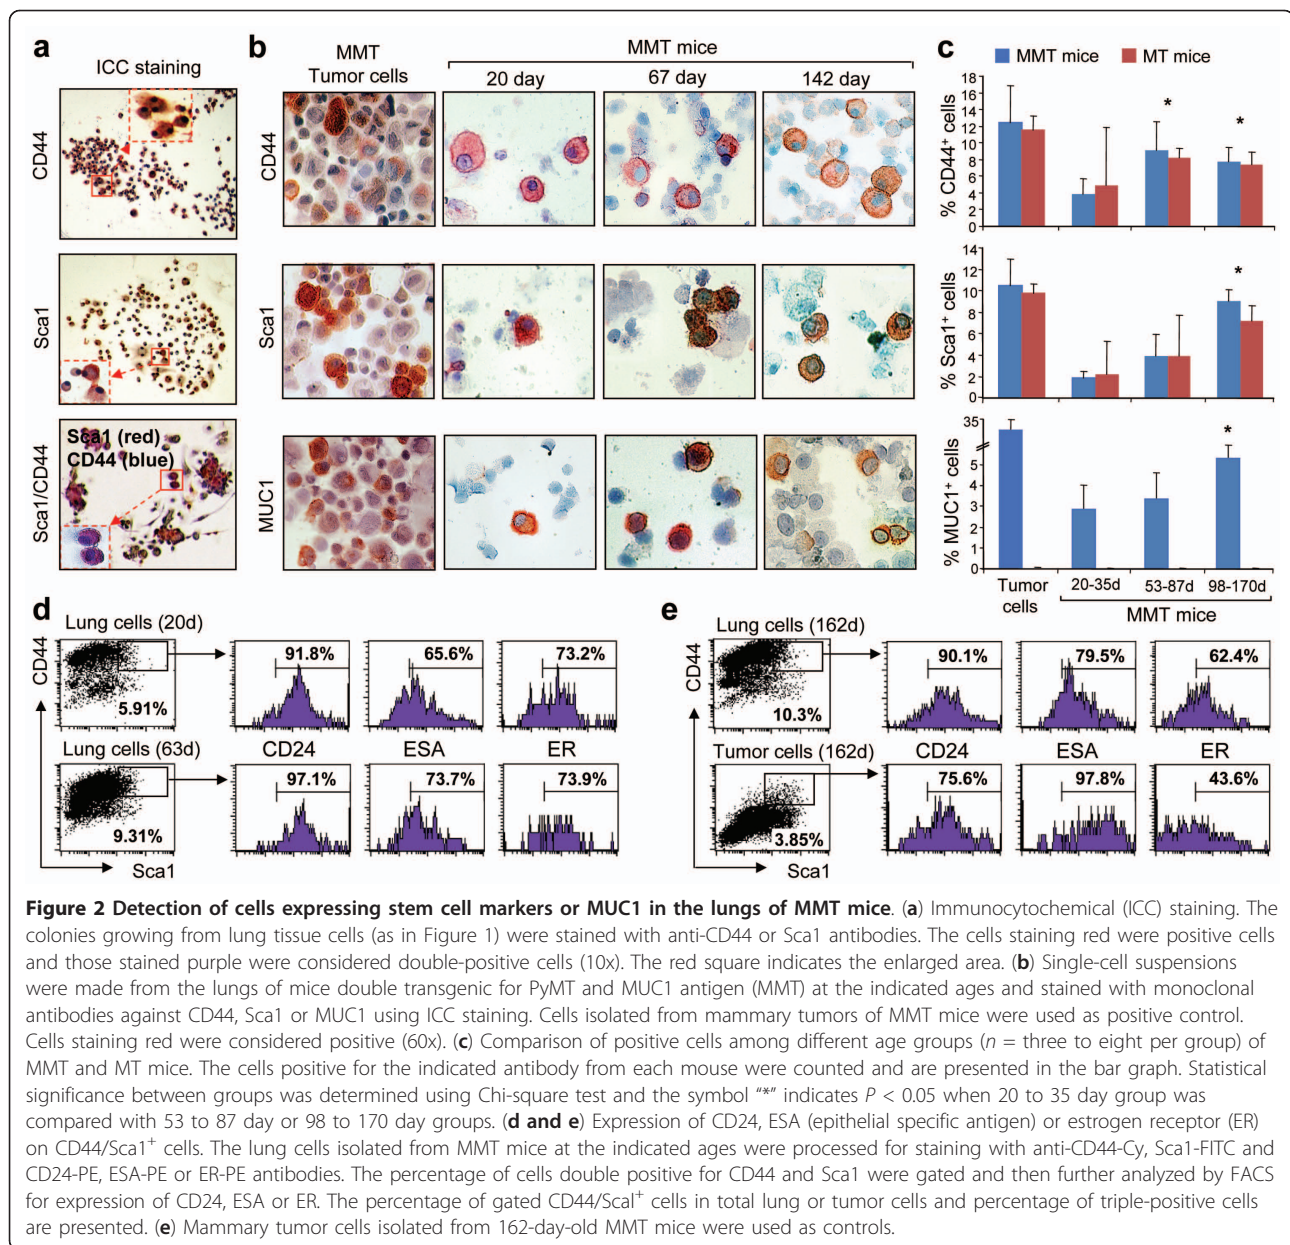 a
ICC staining
CD44
Sca1
Sca1/CD44
Sca1 (red)
CD44 (blue)
b
MMT
Tumor cells
MMT mice
20 day
67 day
142 day
CD44
Sca1
MUC1
c
MMT mice
MT mice
% CD44+ cells
18
16
14
12
10
8
6
4
2
0
*
*
% Sca1+ cells
14
12
10
8
6
4
2
0
*
% MUC1+ cells
35
5
4
3
2
1
0
*
Tumor
cells
20-35d
53-87d
98-170d
MMT mice
d
CD44
Lung cells (20d)
5.91%
91.8%
65.6%
73.2%
Lung cells (63d)
CD24
ESA
ER
9.31%
97.1%
73.7%
73.9%
Sca1
e
CD44
Lung cells (162d)
10.3%
90.1%
79.5%
62.4%
Tumor cells (162d)
CD24
ESA
ER
3.85%
75.6%
97.8%
43.6%
Sca1
Figure 2 Detection of cells expressing stem cell markers or MUC1 in the lungs of MMT mice. (a) Immunocytochemical (ICC) staining. The
colonies growing from lung tissue cells (as in Figure 1) were stained with anti-CD44 or Sca1 antibodies. The cells staining red were positive cells
and those stained purple were considered double-positive cells (10x). The red square indicates the enlarged area. (b) Single-cell suspensions
were made from the lungs of mice double transgenic for PyMT and MUC1 antigen (MMT) at the indicated ages and stained with monoclonal
antibodies against CD44, Sca1 or MUC1 using ICC staining. Cells isolated from mammary tumors of MMT mice were used as positive control.
Cells staining red were considered positive (60x). (c) Comparison of positive cells among different age groups (n = three to eight per group) of
MMT and MT mice. The cells positive for the indicated antibody from each mouse were counted and are presented in the bar graph. Statistical
significance between groups was determined using Chi-square test and the symbol "*" indicates P < 0.05 when 20 to 35 day group was
compared with 53 to 87 day or 98 to 170 day groups. (d and e) Expression of CD24, ESA (epithelial specific antigen) or estrogen receptor (ER)
on CD44/Sca1+ cells. The lung cells isolated from MMT mice at the indicated ages were processed for staining with anti-CD44-Cy, Sca1-FITC and
CD24-PE, ESA-PE or ER-PE antibodies. The percentage of cells double positive for CD44 and Sca1 were gated and then further analyzed by FACS
for expression of CD24, ESA or ER. The percentage of gated CD44/Scal+ cells in total lung or tumor cells and percentage of triple-positive cells
are presented. (e) Mammary tumor cells isolated from 162-day-old MMT mice were used as controls.